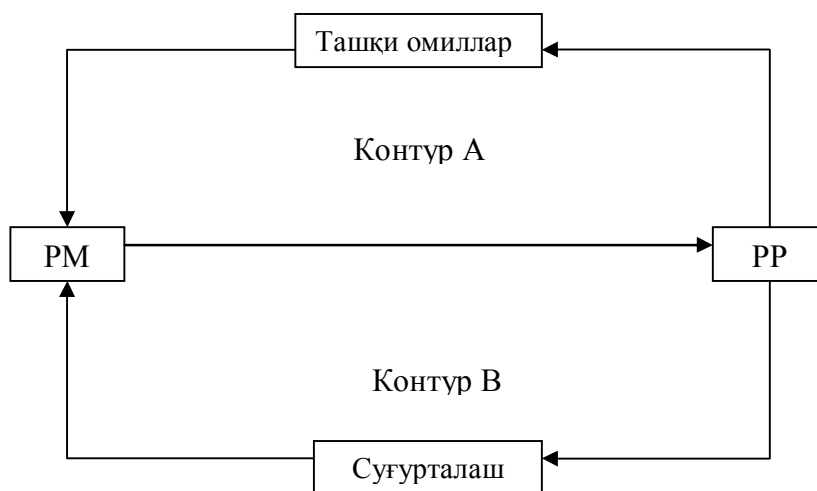 Ташқи омиллар
Контур А
РМ
РР
Контур В
Суғурталаш